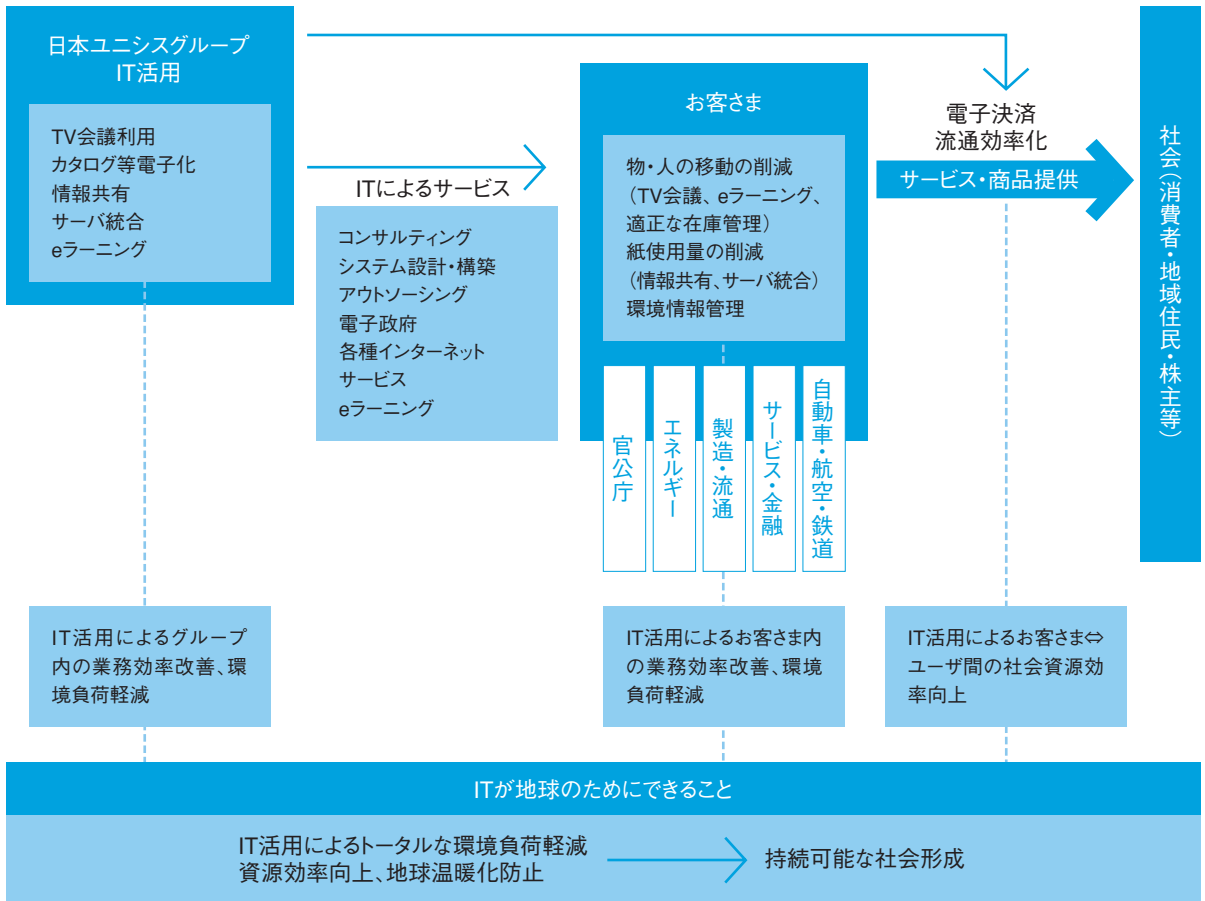 日本ユニシスグループ
IT活用
TV会議利用
カタログ等電子化
情報共有
サーバ統合
eラーニング
ITによるサービス
コンサルティング
システム設計・構築
アウトソーシング
電子政府
各種インターネット
サービス
eラーニング
お客さま
物・人の移動の削減
（TV会議、eラーニング、
適正な在庫管理）
紙使用量の削減
（情報共有、サーバ統合）
環境情報管理
官公庁
エネルギー
製造・流通
サービス・金融
自動車・航空・鉄道
電子決済
流通効率化
サービス・商品提供
社会（消費者・地域住民・株主等）
IT活用によるグループ
内の業務効率改善、環
境負荷軽減
IT活用によるお客さま内
の業務効率改善、環境
負荷軽減
IT活用によるお客さま⇔
ユーザ間の社会資源効
率向上
ITが地球のためにできること
IT活用によるトータルな環境負荷軽減
資源効率向上、地球温暖化防止
持続可能な社会形成